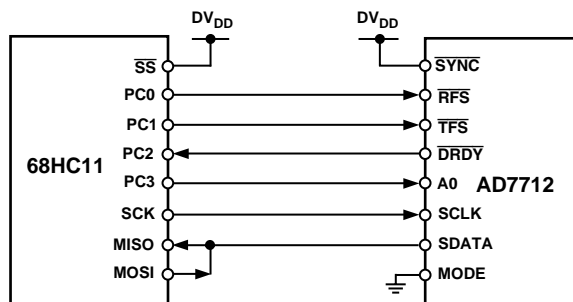 DVDD DVDD
SS SYNC
PC0 RFS
PC1 TFS
PC2 DRDY
68HC11 AD7712
PC3 A0
SCK SCLK
MISO SDATA
MOSI MODE